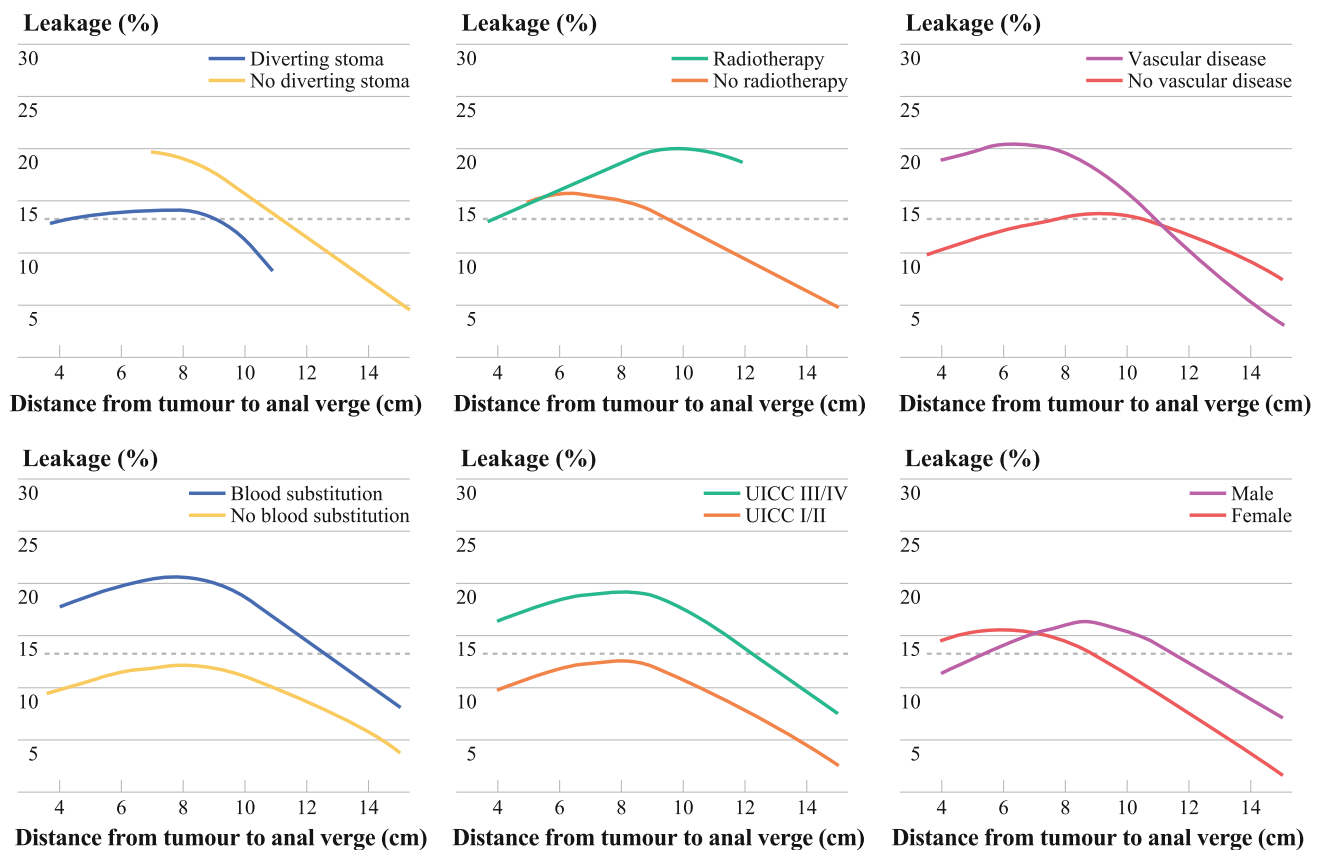 Leakage (%)
30
Diverting stoma
No diverting stoma
25
20
15
10
5
4 6 8 10 12 14
Distance from tumour to anal verge (cm)
Leakage (%)
30
Radiotherapy
No radiotherapy
25
20
15
10
5
4 6 8 10 12 14
Distance from tumour to anal verge (cm)
Leakage (%)
30
Vascular disease
No vascular disease
25
20
15
10
5
4 6 8 10 12 14
Distance from tumour to anal verge (cm)
Leakage (%)
30
Blood substitution
No blood substitution
25
20
15
10
5
4 6 8 10 12 14
Distance from tumour to anal verge (cm)
Leakage (%)
30
UICC III/IV
UICC I/II
25
20
15
10
5
4 6 8 10 12 14
Distance from tumour to anal verge (cm)
Leakage (%)
30
Male
Female
25
20
15
10
5
4 6 8 10 12 14
Distance from tumour to anal verge (cm)